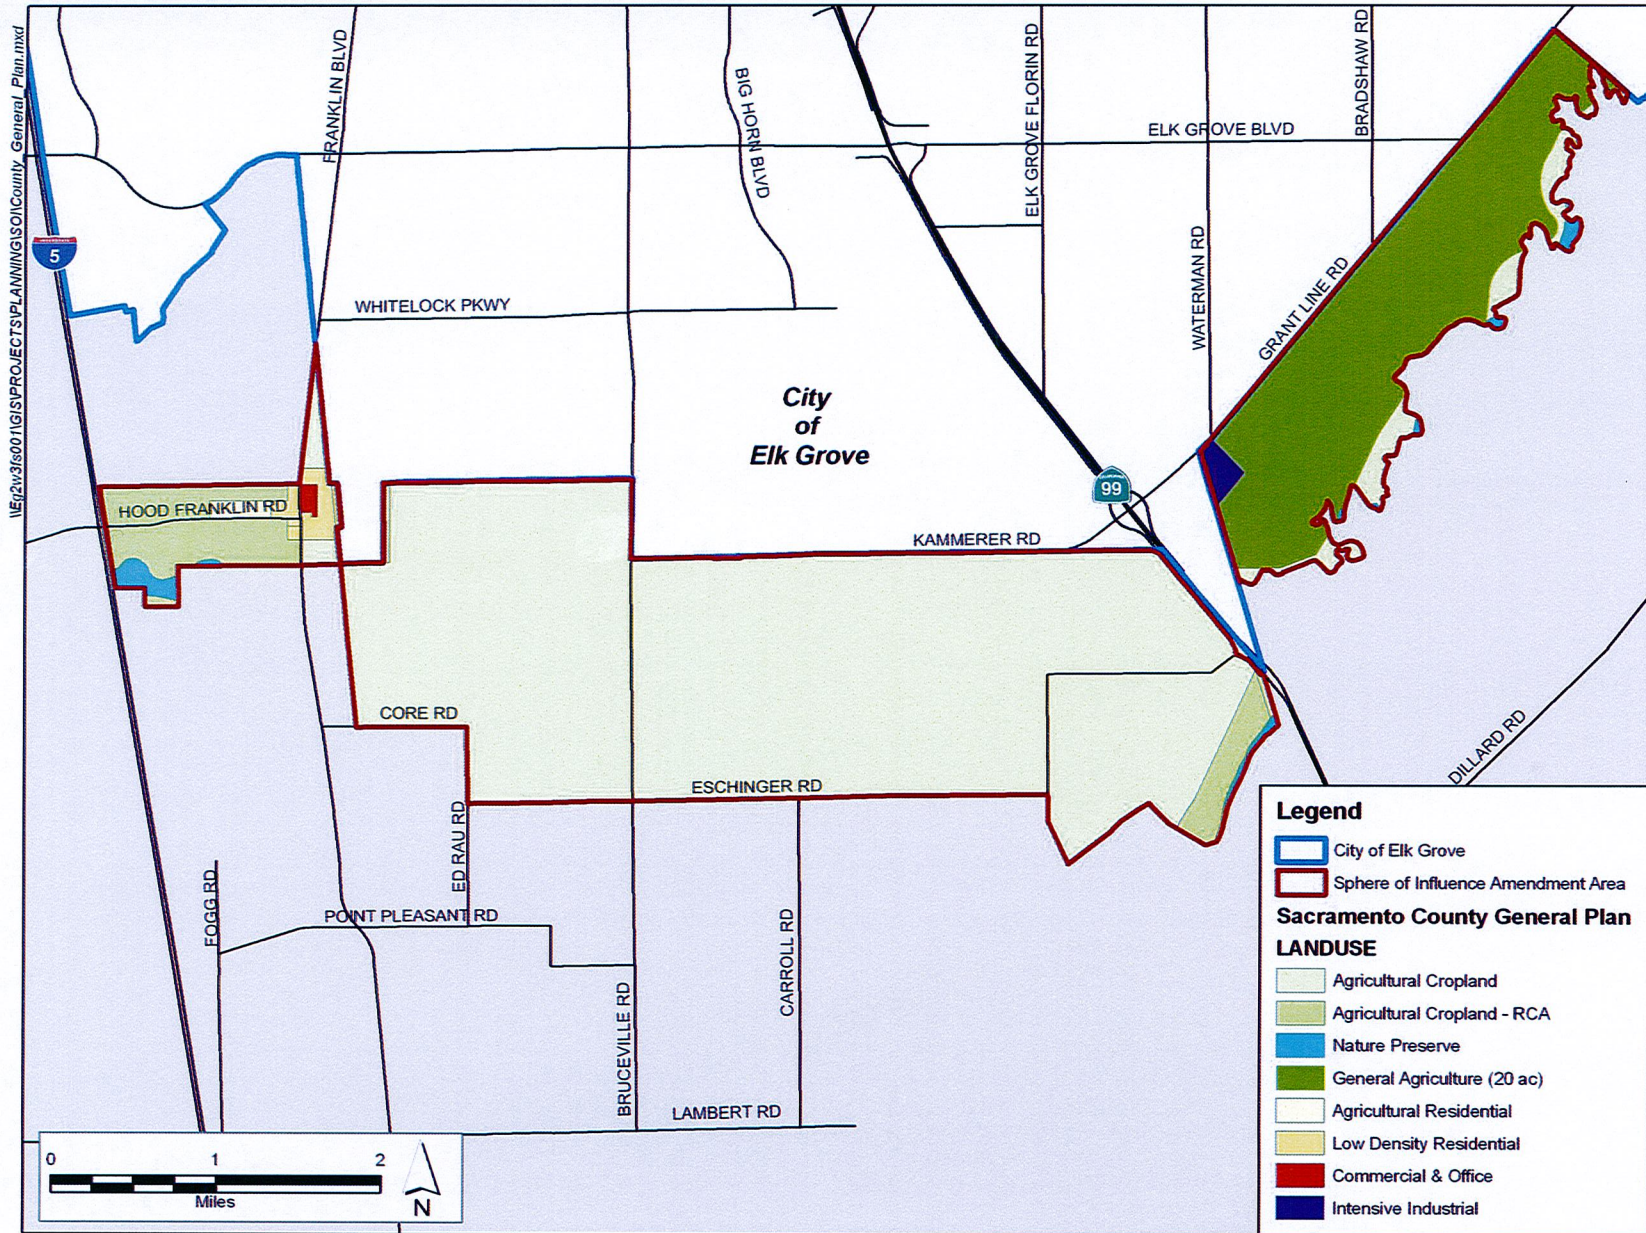 \\Eg2w3fs001\GIS\PROJECTS\PLANNING\SOI\County_General_Plan.mxd
FRANKLIN BLVD
BIG HORN BLVD
ELK GROVE FLORIN RD
BRADSHAW RD
ELK GROVE BLVD
5
WATERMAN RD
GRANT LINE RD
WHITELOCK PKWY
City
of
Elk Grove
99
HOOD FRANKLIN RD
KAMMERER RD
CORE RD
DILLARD RD
ESCHINGER RD
ED RAU RD
FOGG RD
POINT PLEASANT RD
CARROLL RD
BRUCEVILLE RD
LAMBERT RD
0 1 2
Miles
N
Legend
City of Elk Grove
Sphere of Influence Amendment Area
Sacramento County General Plan
LANDUSE
Agricultural Cropland
Agricultural Cropland - RCA
Nature Preserve
General Agriculture (20 ac)
Agricultural Residential
Low Density Residential
Commercial & Office
Intensive Industrial